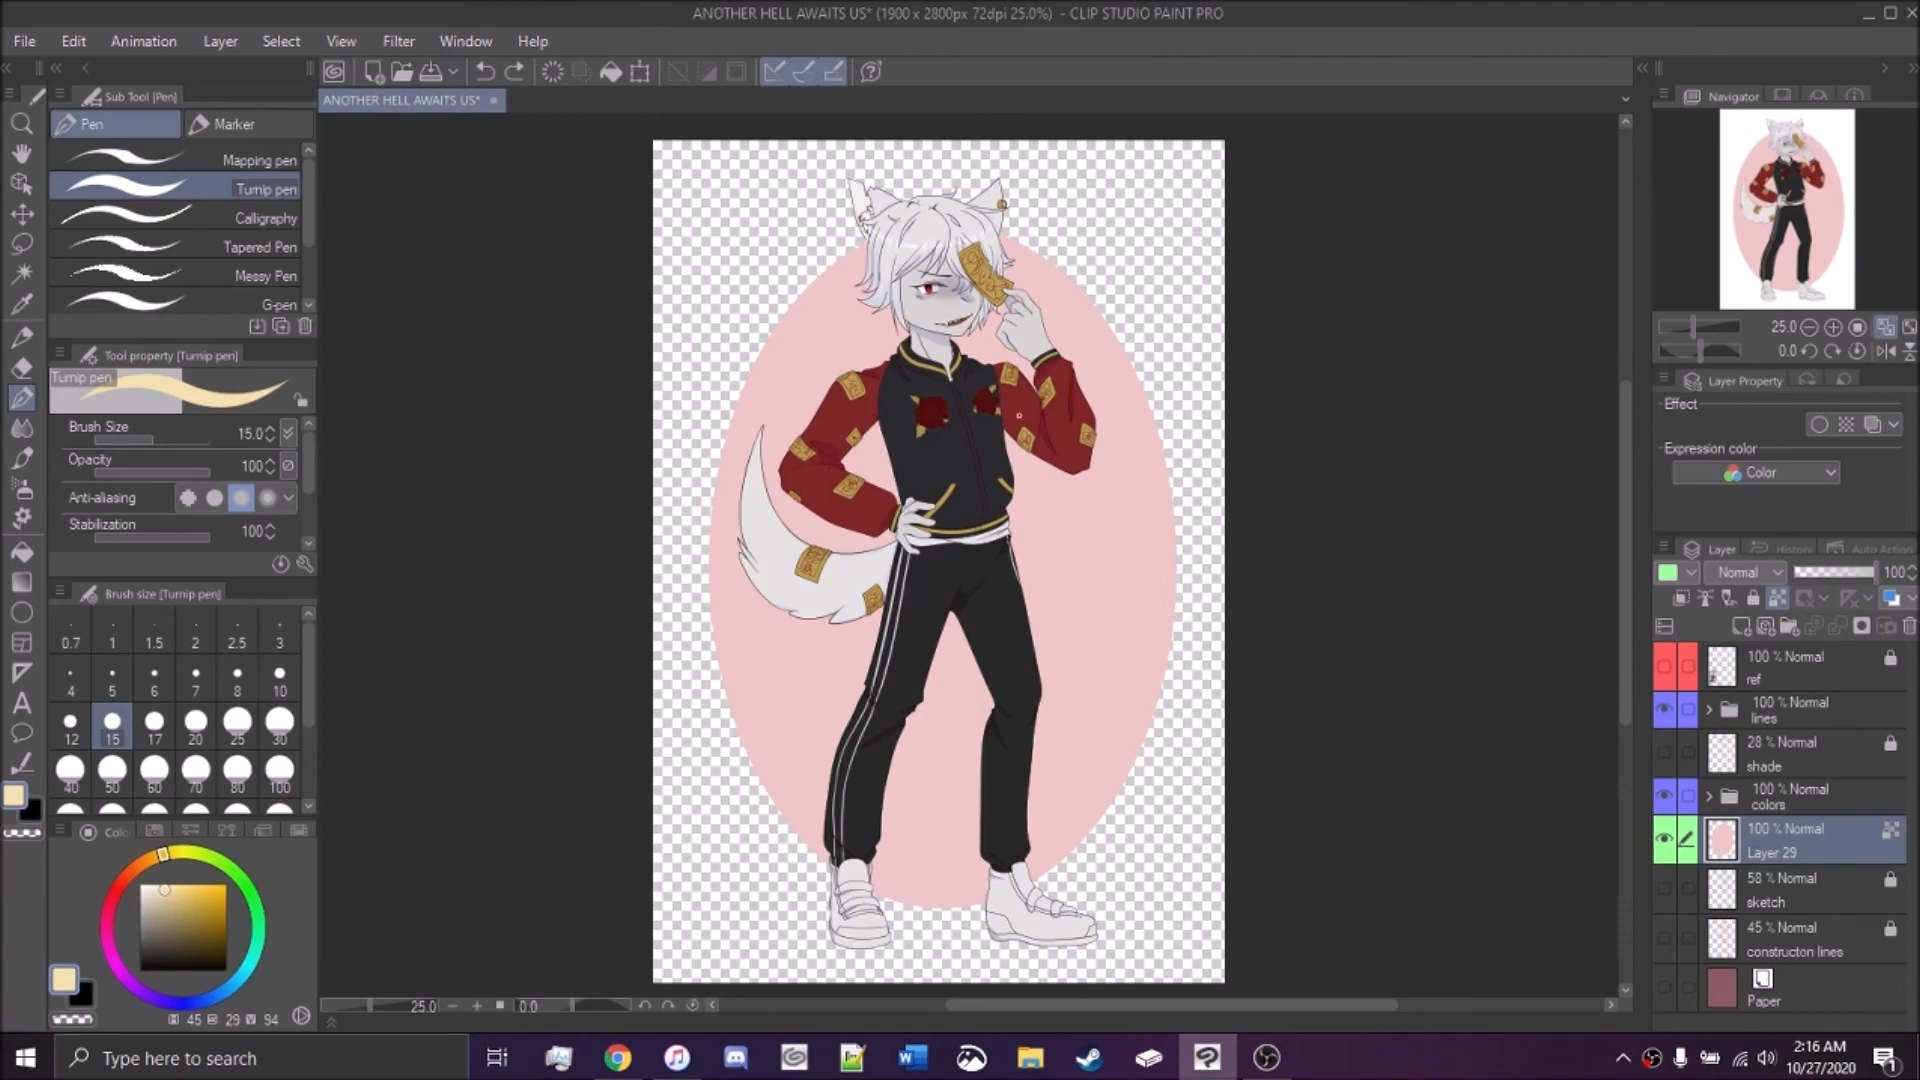 ANOTHER HELL AWAITS US* (1900 x 2800px 72dpi 25.0%) - CLIP STUDIO PAINT PRO
File Edit Animation Layer Select View Filter Window Help
ANOTHER HELL AWAITS US*
Sub Tool [Pen]
Pen Marker
Mapping pen
Turnip pen
Calligraphy
Tapered Pen
Messy Pen
G-pen
Tool property [Turnip pen]
Turnip pen
Brush Size 15.0
Opacity 100
Anti-aliasing
Stabilization 100
Brush size [Turnip pen]
0.7 1 1.5 2 2.5 3
4 5 6 7 8 10
12 15 17 20 25 30
40 50 60 70 80 100
Colo
45 29 94
25.0 0.0
Navigator
25.0
0.0
Layer Property
Effect
Expression color
Color
Layer History Auto Action
Normal 100
100 % Normal
ref
100 % Normal
lines
28 % Normal
shade
100 % Normal
colors
100 % Normal
Layer 29
58 % Normal
sketch
45 % Normal
constructon lines
Paper
Type here to search
2:16 AM
10/27/2020
1